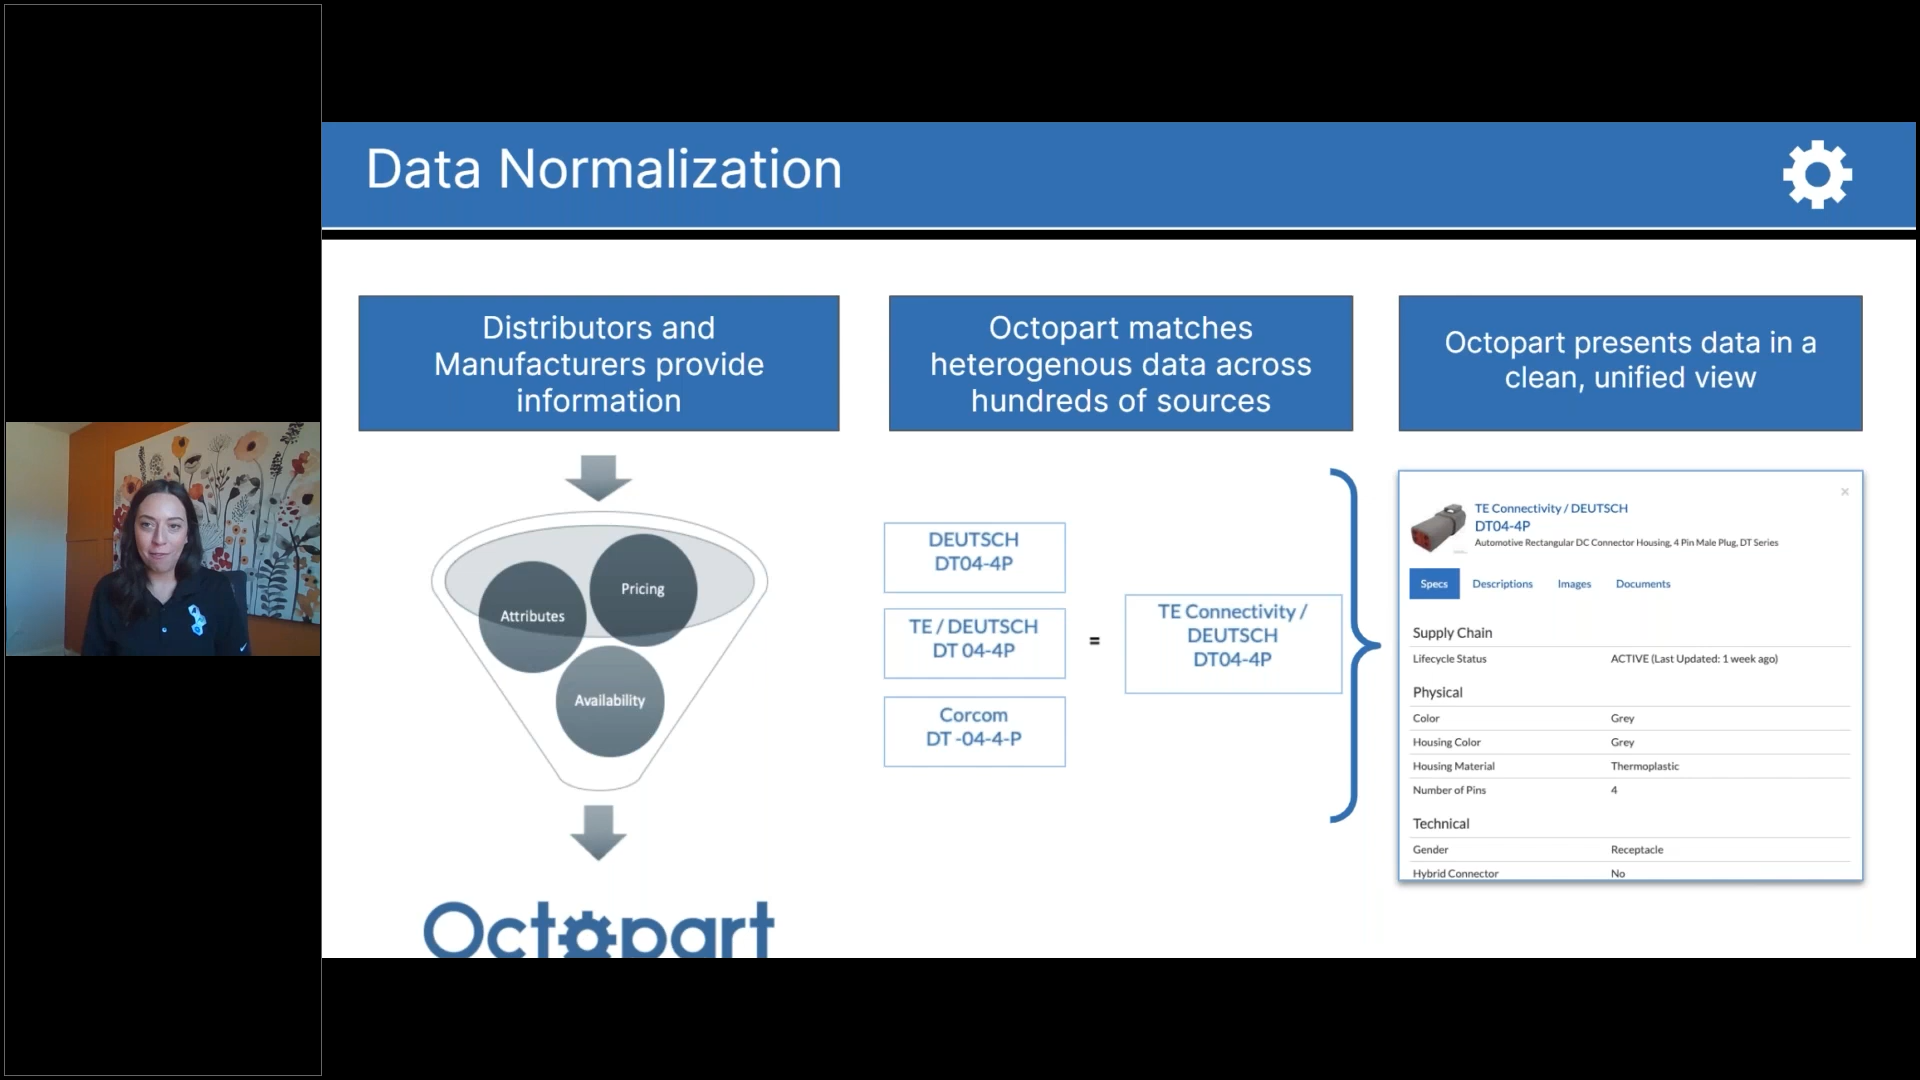 Data Normalization
Distributors and
Manufacturers provide
information
Attributes
Pricing
Availability
Octopart
Octopart matches
heterogenous data across
hundreds of sources
DEUTSCH
DT04-4P
TE / DEUTSCH
DT 04-4P
Corcom
DT -04-4-P
=
TE Connectivity /
DEUTSCH
DT04-4P
Octopart presents data in a
clean, unified view
×
TE Connectivity / DEUTSCH
DT04-4P
Automotive Rectangular DC Connector Housing, 4 Pin Male Plug, DT Series
Specs Descriptions Images Documents
Supply Chain
Lifecycle Status ACTIVE (Last Updated: 1 week ago)
Physical
Color Grey
Housing Color Grey
Housing Material Thermoplastic
Number of Pins 4
Technical
Gender Receptacle
Hybrid Connector No